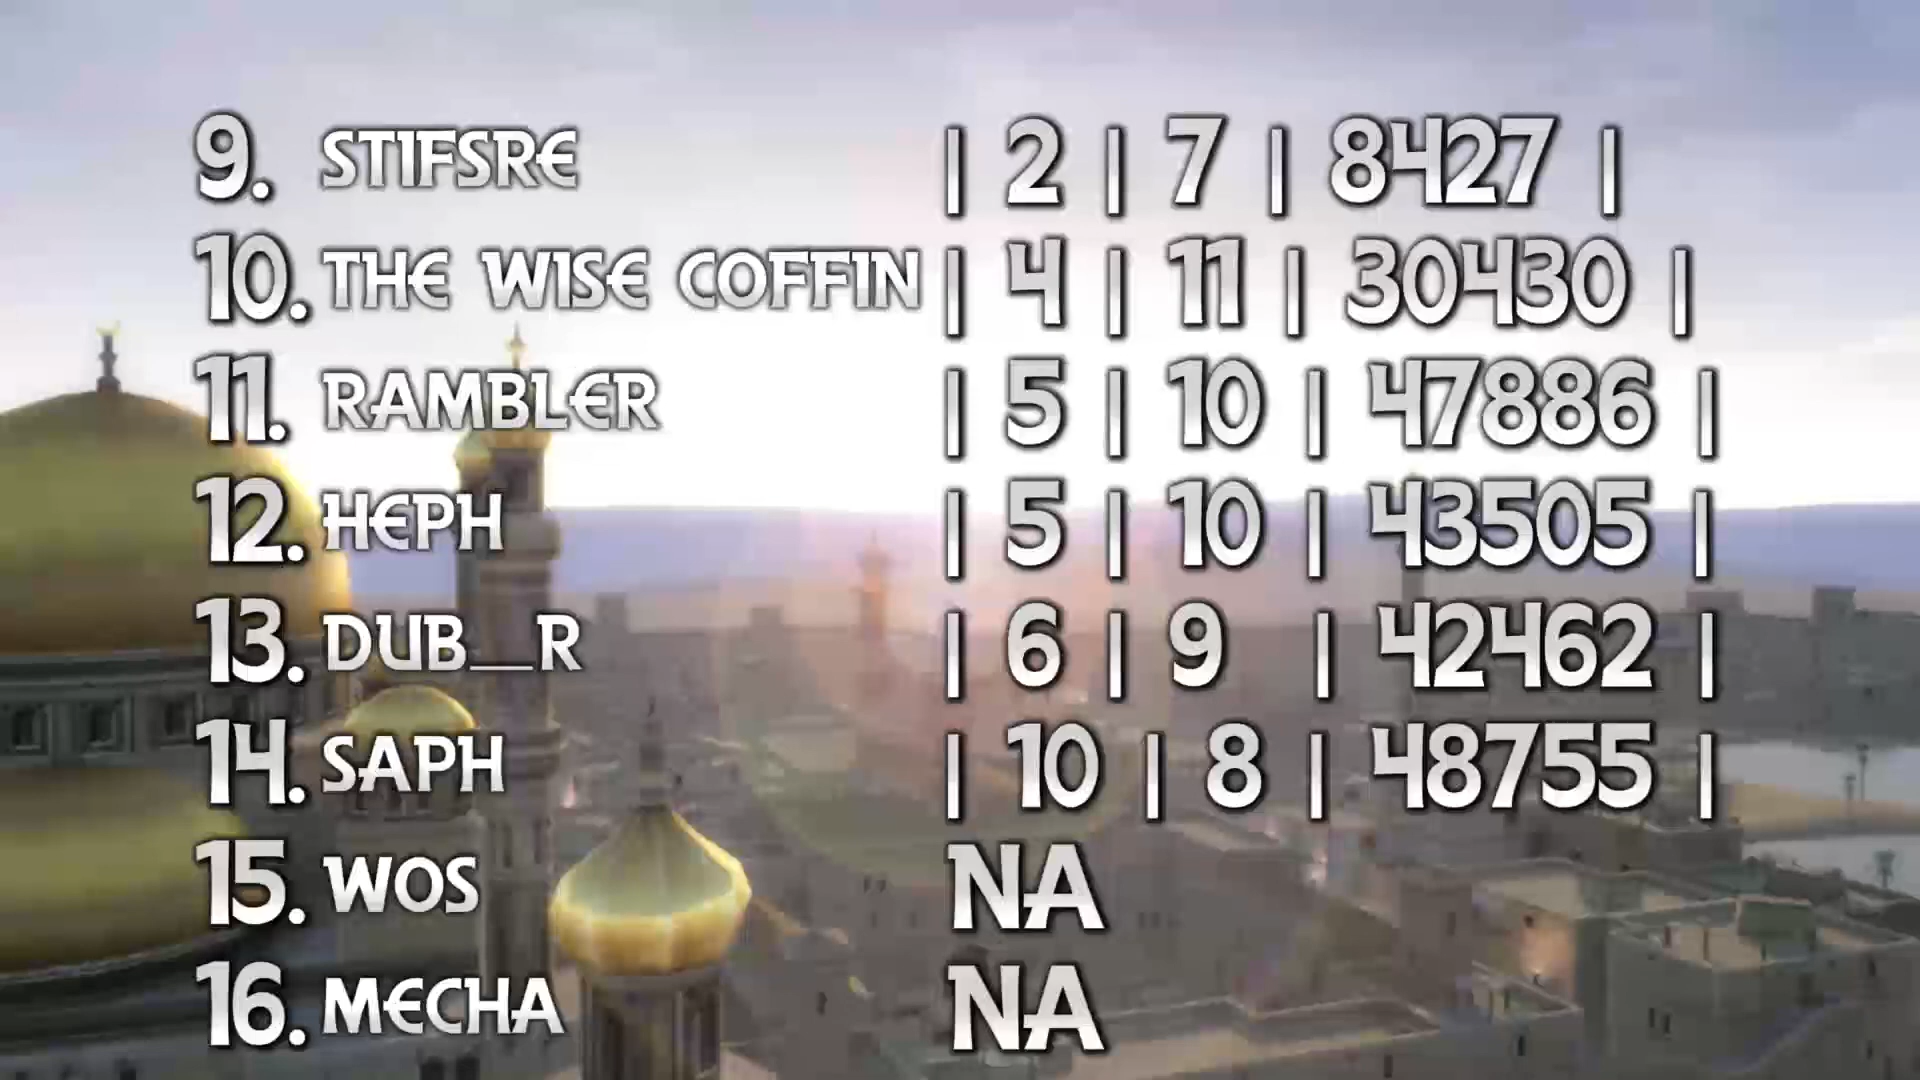 9. STIFSRE | 2 | 7 | 8427 |
10. THE WISE COFFIN | 4 | 11 | 30430 |
11. RAMBLER | 5 | 10 | 47886 |
12. HEPH | 5 | 10 | 43505 |
13. DUB__R | 6 | 9 | 42462 |
14. SAPH | 10 | 8 | 48755 |
15. WOS NA
16. MECHA NA